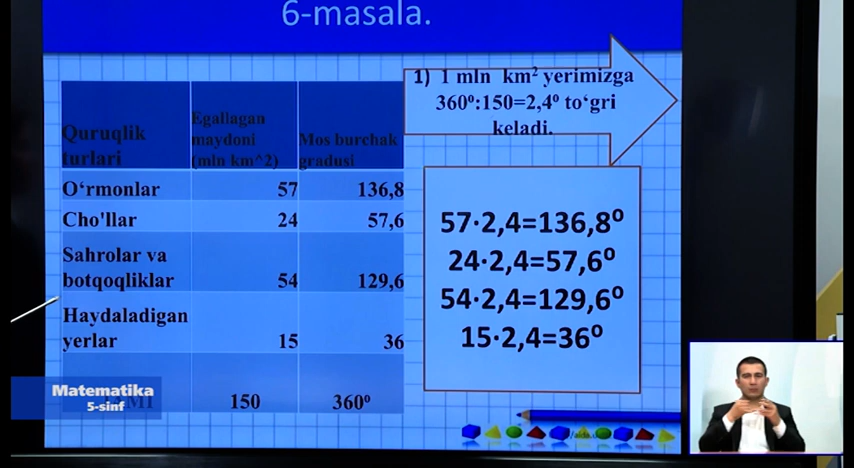 6-masala.
1) 1 mln km² yerimizga
360⁰:150=2,4⁰ to‘gri
keladi.
Quruqlik turlari
Egallagan maydoni (mln km^2)
Mos burchak gradusi
O‘rmonlar 57 136,8
Cho'llar 24 57,6
Sahrolar va
botqoqliklar 54 129,6
Haydaladigan
yerlar 15 36
150 360⁰
57·2,4=136,8⁰
24·2,4=57,6⁰
54·2,4=129,6⁰
15·2,4=36⁰
Matematika
5-sinf